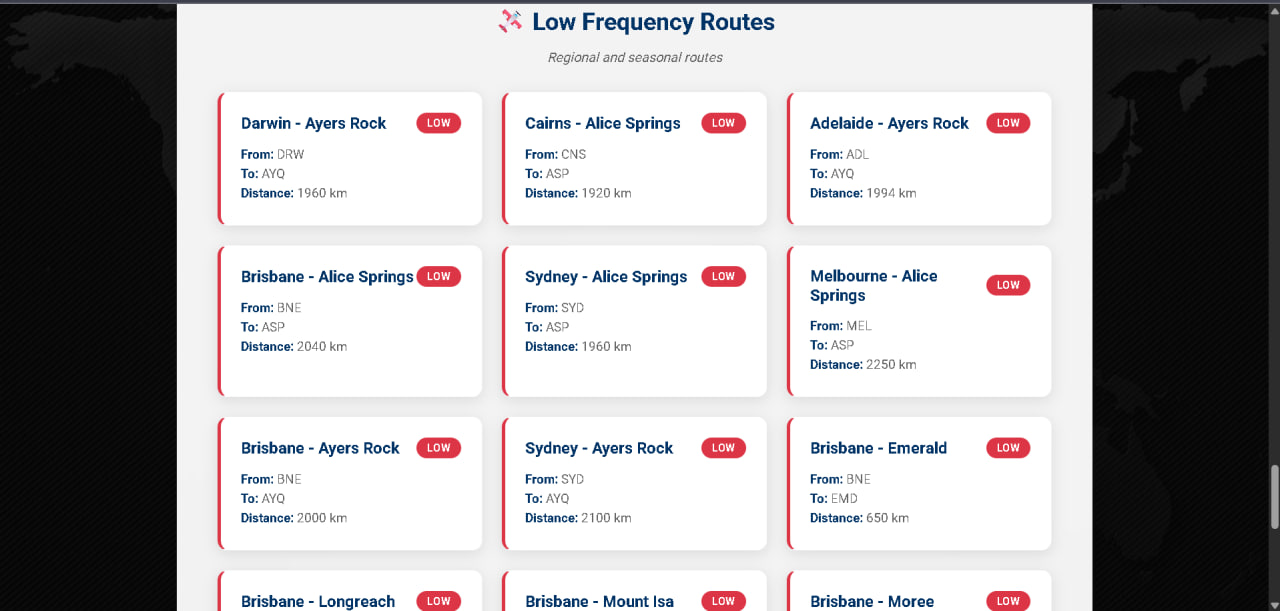 Low Frequency Routes
Regional and seasonal routes
Darwin - Ayers Rock
LOW
From: DRW
To: AYQ
Distance: 1960 km
Cairns - Alice Springs
LOW
From: CNS
To: ASP
Distance: 1920 km
Adelaide - Ayers Rock
LOW
From: ADL
To: AYQ
Distance: 1994 km
Brisbane - Alice Springs
LOW
From: BNE
To: ASP
Distance: 2040 km
Sydney - Alice Springs
LOW
From: SYD
To: ASP
Distance: 1960 km
Melbourne - Alice
Springs
LOW
From: MEL
To: ASP
Distance: 2250 km
Brisbane - Ayers Rock
LOW
From: BNE
To: AYQ
Distance: 2000 km
Sydney - Ayers Rock
LOW
From: SYD
To: AYQ
Distance: 2100 km
Brisbane - Emerald
LOW
From: BNE
To: EMD
Distance: 650 km
Brisbane - Longreach
LOW
Brisbane - Mount Isa
LOW
Brisbane - Moree
LOW